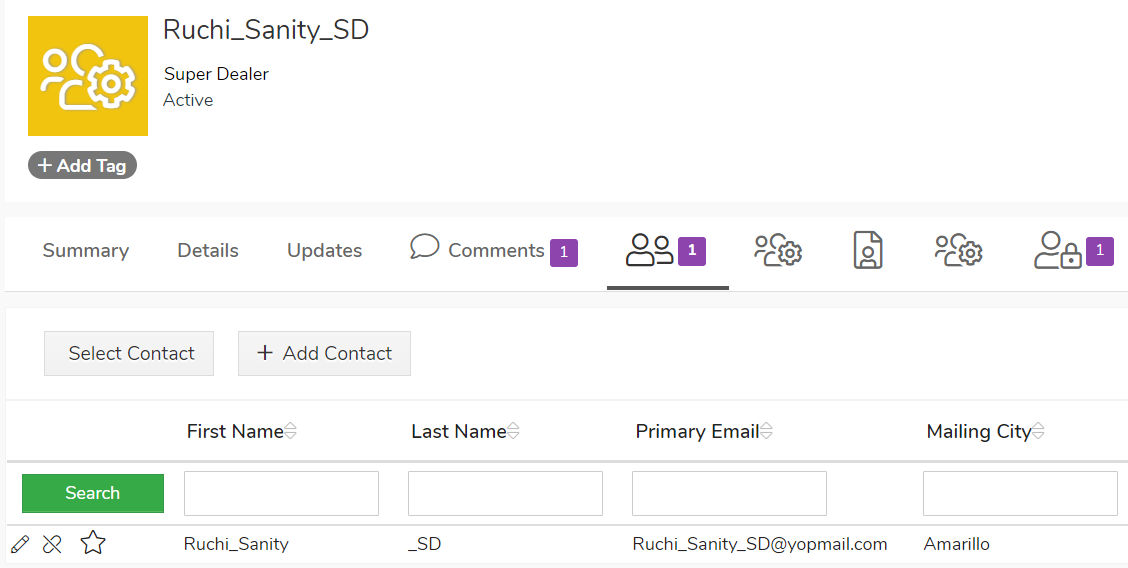 Ruchi_Sanity_SD
Super Dealer
Active
+ Add Tag
Summary Details Updates Comments 1 1 1
Select Contact + Add Contact
First Name Last Name Primary Email Mailing City
Search
Ruchi_Sanity _SD Ruchi_Sanity_SD@yopmail.com Amarillo